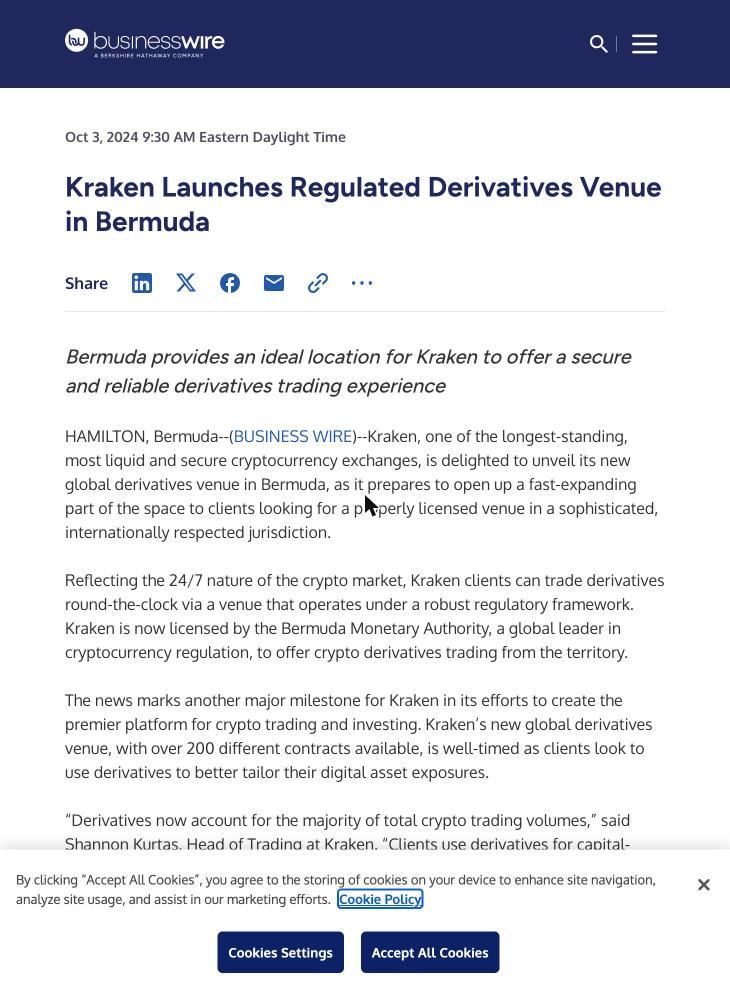 businesswire
A BERKSHIRE HATHAWAY COMPANY
Oct 3, 2024 9:30 AM Eastern Daylight Time
Kraken Launches Regulated Derivatives Venue
in Bermuda
Share
Bermuda provides an ideal location for Kraken to offer a secure
and reliable derivatives trading experience
HAMILTON, Bermuda--(BUSINESS WIRE)--Kraken, one of the longest-standing,
most liquid and secure cryptocurrency exchanges, is delighted to unveil its new
global derivatives venue in Bermuda, as it prepares to open up a fast-expanding
part of the space to clients looking for a properly licensed venue in a sophisticated,
internationally respected jurisdiction.
Reflecting the 24/7 nature of the crypto market, Kraken clients can trade derivatives
round-the-clock via a venue that operates under a robust regulatory framework.
Kraken is now licensed by the Bermuda Monetary Authority, a global leader in
cryptocurrency regulation, to offer crypto derivatives trading from the territory.
The news marks another major milestone for Kraken in its efforts to create the
premier platform for crypto trading and investing. Kraken’s new global derivatives
venue, with over 200 different contracts available, is well-timed as clients look to
use derivatives to better tailor their digital asset exposures.
“Derivatives now account for the majority of total crypto trading volumes,” said
Shannon Kurtas, Head of Trading at Kraken. “Clients use derivatives for capital-
By clicking “Accept All Cookies”, you agree to the storing of cookies on your device to enhance site navigation,
analyze site usage, and assist in our marketing efforts. Cookie Policy
Cookies Settings
Accept All Cookies